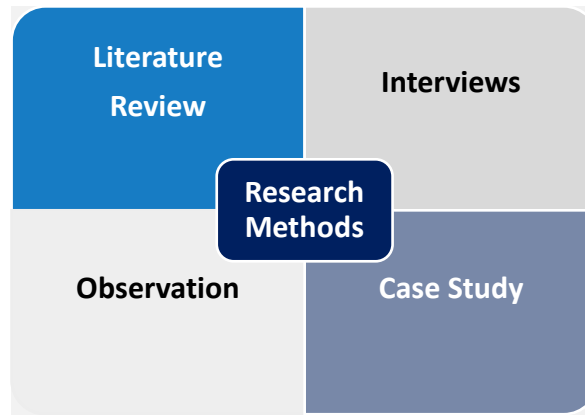 Literature
Review
Interviews
Research
Methods
Observation
Case Study